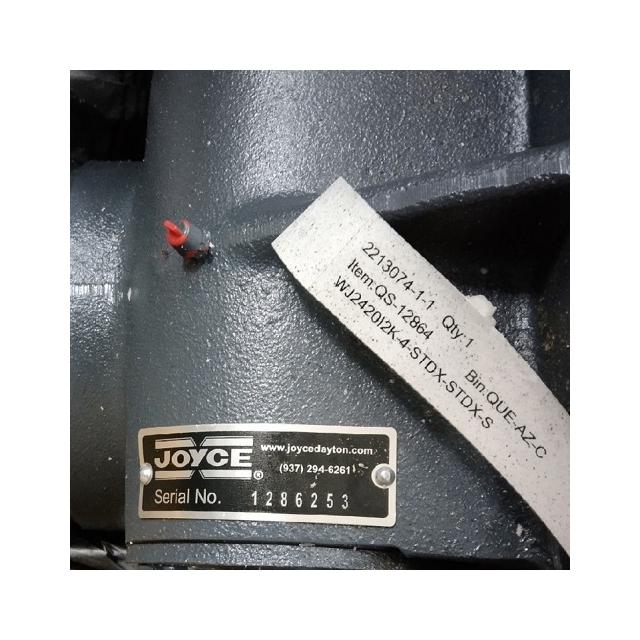 2213074-1-1 Qty:1
Item:QS-12864 Bin:QUE-AZ-C
WJ2420I2K-4-STDX-STDX-S
JOYCE ®
www.joycedayton.com
(937) 294-6261
Serial No. 1286253